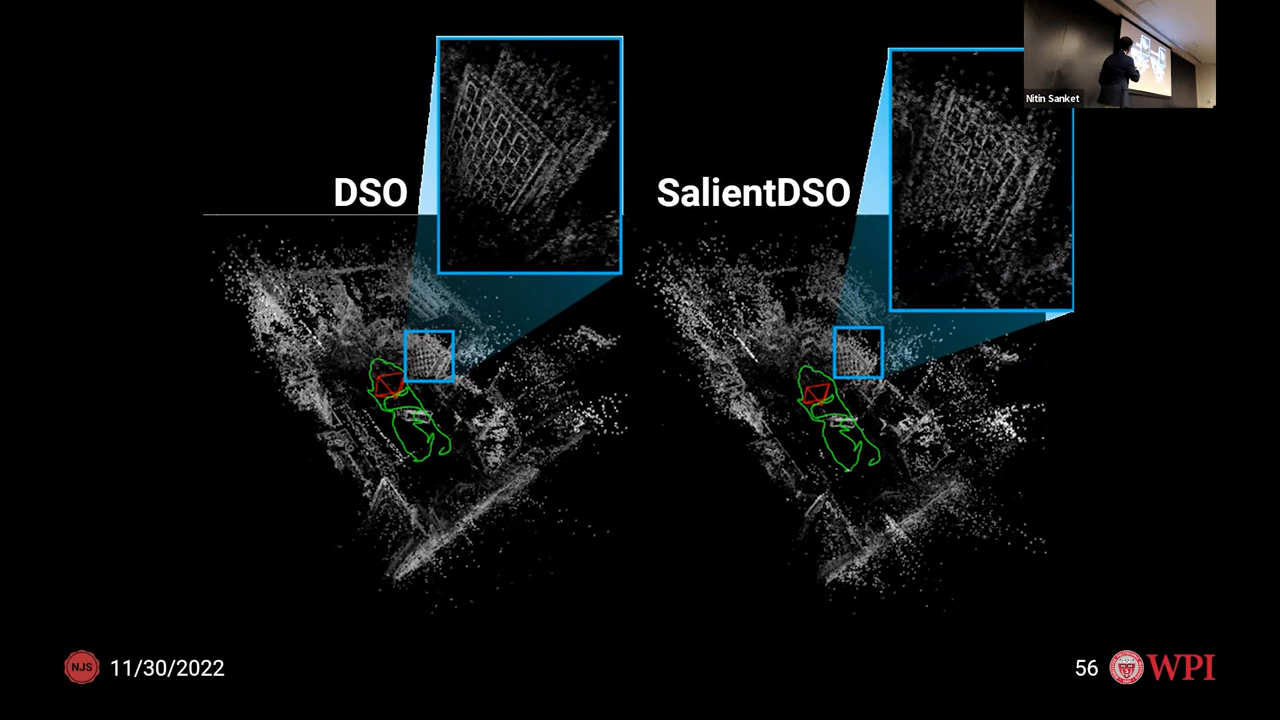 Nitin Sanket
DSO
SalientDSO
NJS
11/30/2022
56
WPI